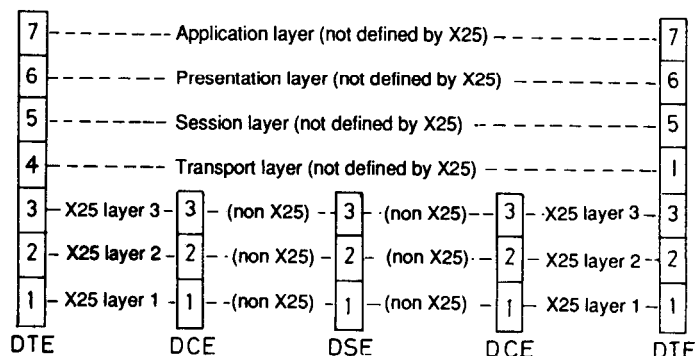 7 Application layer (not defined by X25) 7
6 Presentation layer (not defined by X25) 6
5 Session layer (not defined by X25) 5
4 Transport layer (not defined by X25) 1
3 X25 layer 3 3 (non X25) 3 (non X25) 3 X25 layer 3 3
2 X25 layer 2 2 (non X25) 2 (non X25) 2 X25 layer 2 2
1 X25 layer 1 1 (non X25) 1 (non X25) 1 X25 layer 1 1
DTE DCE DSE DCE DTE